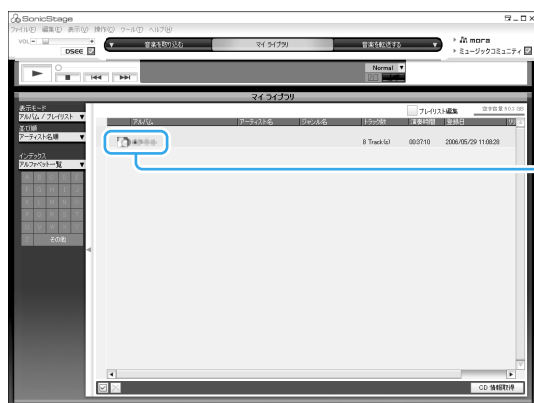 SonicStage
ファイル(F) 編集(E) 表示(V) 操作(C) ツール(T) ヘルプ(H)
VOL - +
DSEE
音楽を取り込む
マイ ライブラリ
音楽を転送する
mora
ミュージックコミュニティ
Normal
マイ ライブラリ
表示モード
アルバム / プレイリスト
並び順
アーティスト名順
インデックス
アルファベット一覧
その他
プレイリスト編集
アルバム アーティスト名 ジャンル名 トラック数 演奏時間 登録日
8 Track(s) 00:37:10 2006/05/29 11:08:28
CD 情報取得